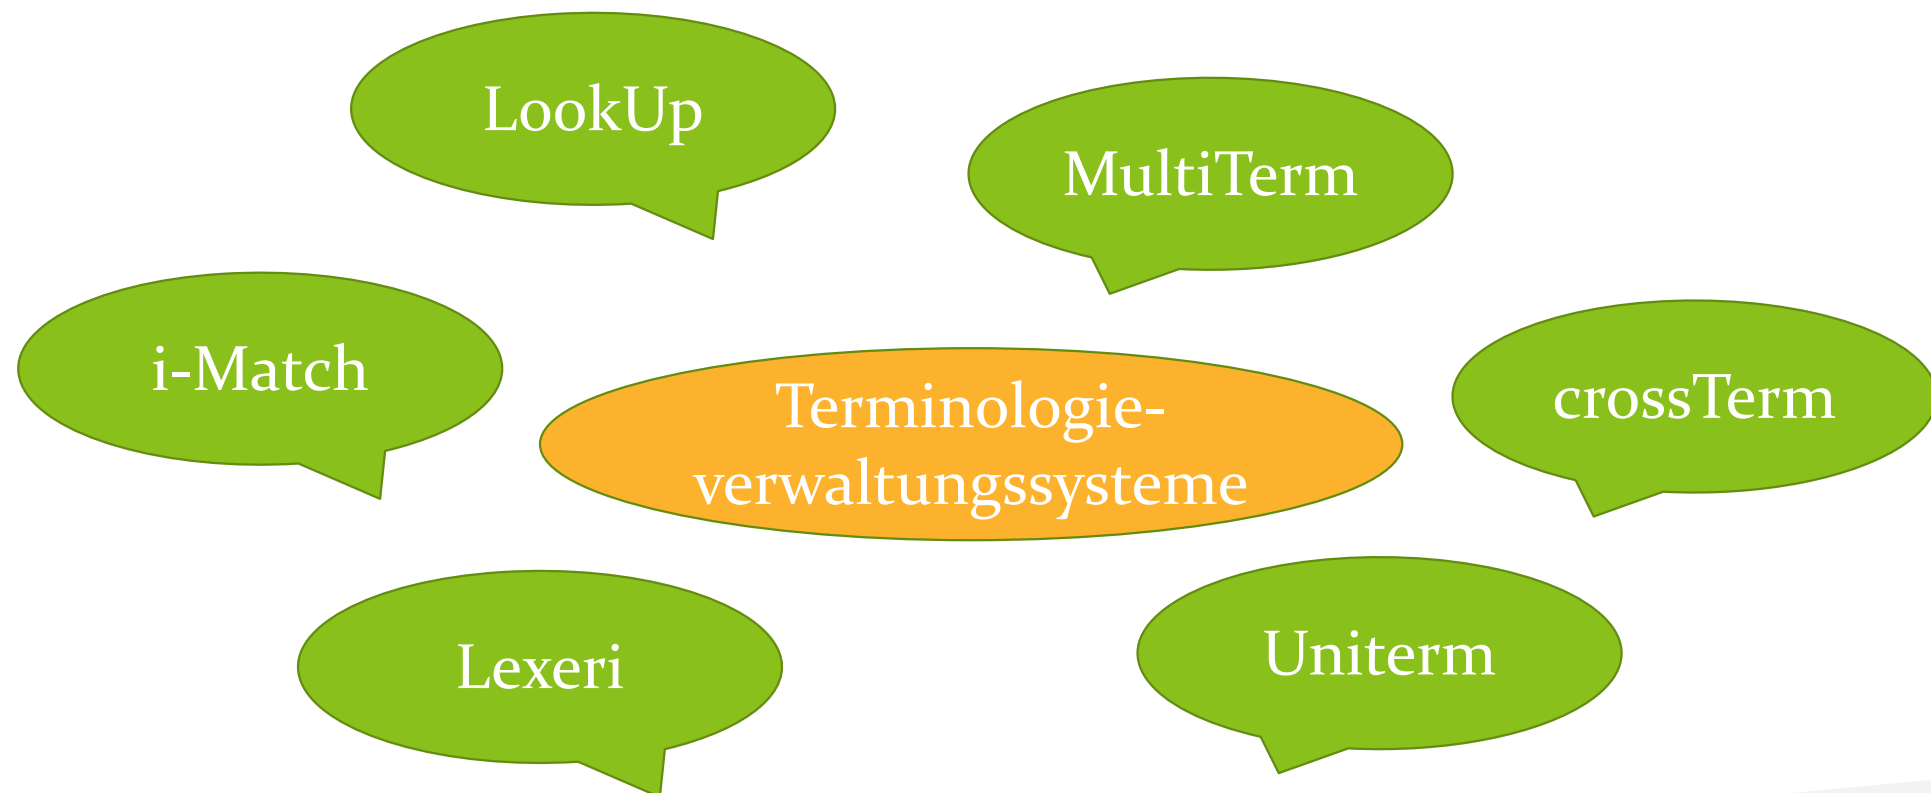 LookUp
MultiTerm
i-Match
crossTerm
Terminologie-
verwaltungssysteme
Lexeri
Uniterm